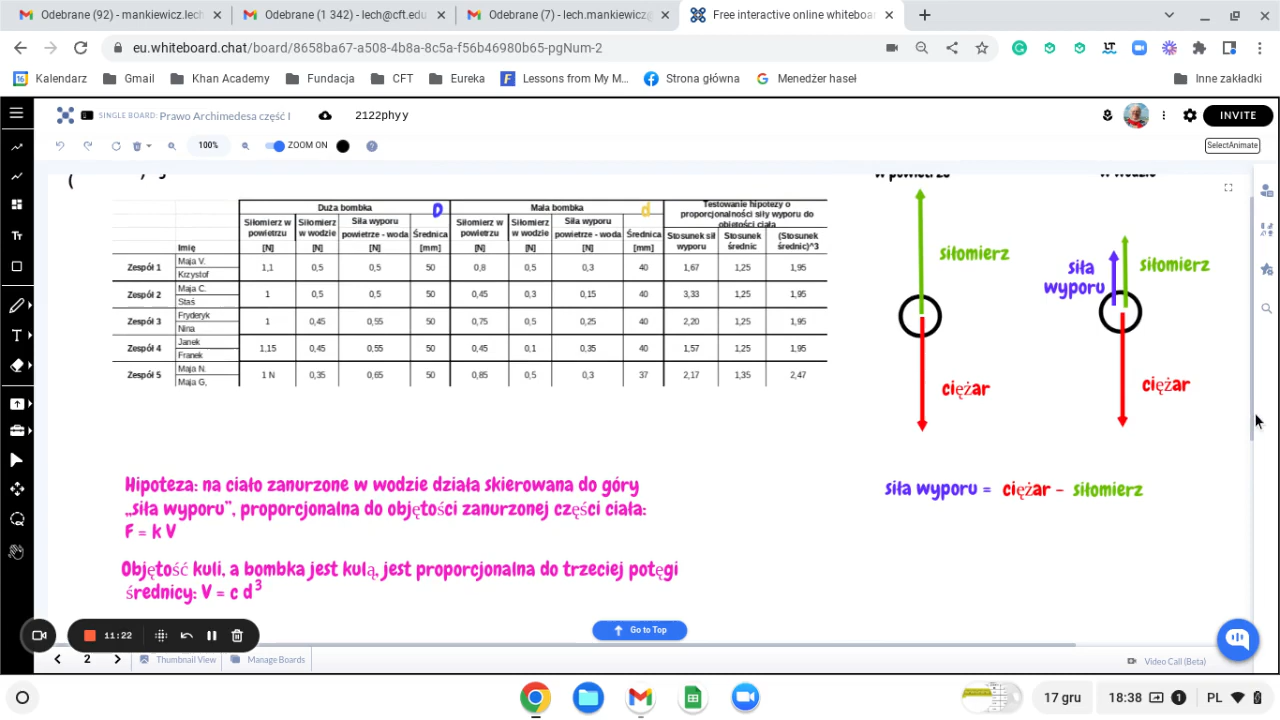 Odebrane (92) - mankiewicz.lech
Odebrane (1 342) - lech@cft.edu
Odebrane (7) - lech.mankiewicz@
Free interactive online whiteboar
eu.whiteboard.chat/board/8658ba67-a508-4b8a-8c5a-f56b46980b65-pgNum-2
Kalendarz
Gmail
Khan Academy
Fundacja
CFT
Eureka
Lessons from My M...
Strona główna
Menedżer haseł
Inne zakładki
SINGLE BOARD: Prawo Archimedesa część I
2122phyy
INVITE
100%
ZOOM ON
SelectAnimate
w powietrzu w wodzie
Duża bombka D Mała bombka d Testowanie hipotezy o proporcjonalności siły wyporu do objętości ciała
Imię Siłomierz w powietrzu [N] Siłomierz w wodzie [N] Siła wyporu powietrze - woda [N] Średnica [mm] Siłomierz w powietrzu [N] Siłomierz w wodzie [N] Siła wyporu powietrze - woda [N] Średnica [mm] Stosunek sił wyporu Stosunek średnic (Stosunek średnic)^3
Zespół 1 Maja V. Krzystof 1,1 0,5 0,5 50 0,8 0,5 0,3 40 1,67 1,25 1,95
Zespół 2 Maja C. Staś 1 0,5 0,5 50 0,45 0,3 0,15 40 3,33 1,25 1,95
Zespół 3 Fryderyk Nina 1 0,45 0,55 50 0,75 0,5 0,25 40 2,20 1,25 1,95
Zespół 4 Janek Franek 1,15 0,45 0,55 50 0,45 0,1 0,35 40 1,57 1,25 1,95
Zespół 5 Maja N. Maja G, 1 N 0,35 0,65 50 0,85 0,5 0,3 37 2,17 1,35 2,47
siłomierz
ciężar
siła
wyporu
siłomierz
ciężar
siła wyporu = ciężar - siłomierz
Hipoteza: na ciało zanurzone w wodzie działa skierowana do góry
„siła wyporu”, proporcjonalna do objętości zanurzonej części ciała:
F = k V
Objętość kuli, a bombka jest kulą, jest proporcjonalna do trzeciej potęgi
średnicy: V = c d³
11:22
Go to Top
2
Thumbnail View
Manage Boards
Video Call (Beta)
17 gru
18:38
1
PL